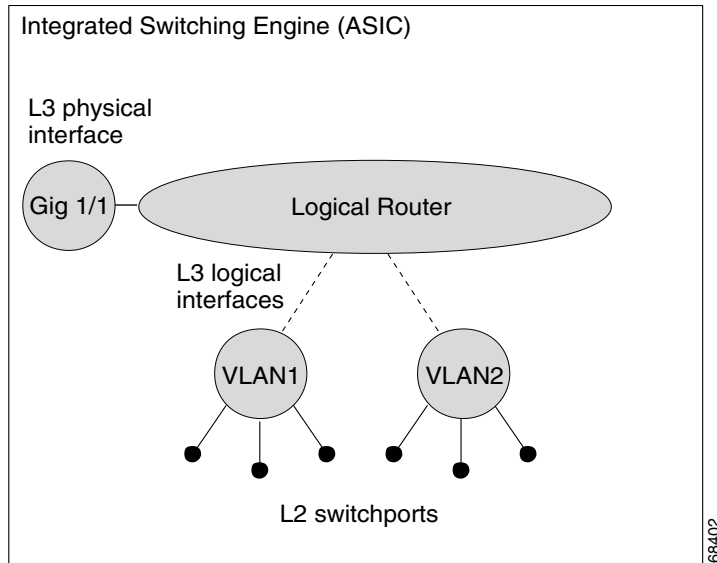 Integrated Switching Engine (ASIC)
L3 physical
interface
Gig 1/1
Logical Router
L3 logical
interfaces
VLAN1
VLAN2
L2 switchports
68402